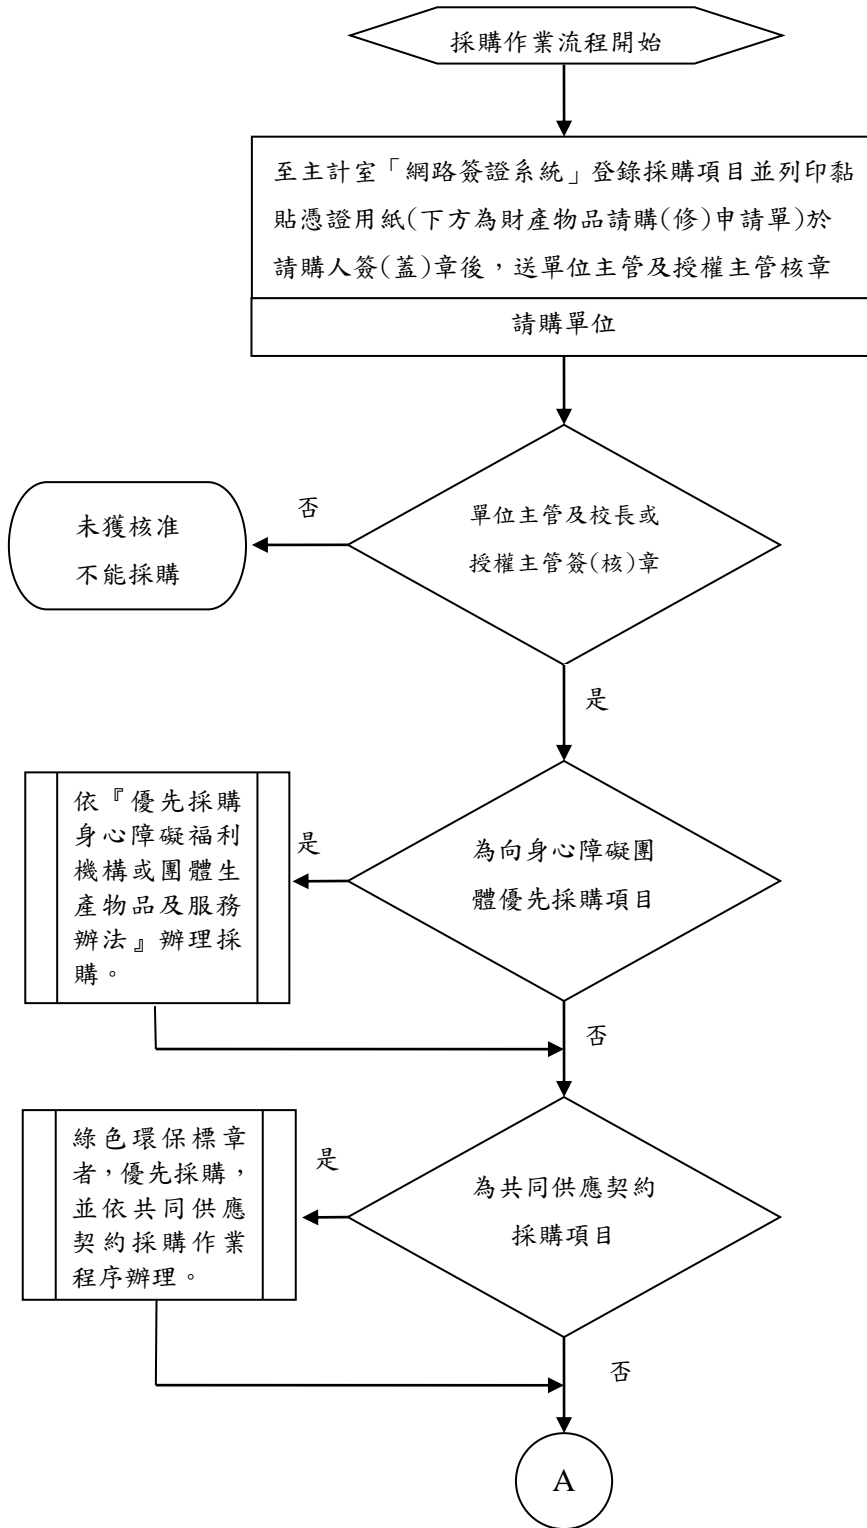 採購作業流程開始
至主計室「網路簽證系統」登錄採購項目並列印黏
貼憑證用紙(下方為財產物品請購(修)申請單)於
請購人簽(蓋)章後，送單位主管及授權主管核章
請購單位
單位主管及校長或
授權主管簽(核)章
否
未獲核准
不能採購
是
為向身心障礙團
體優先採購項目
是
依『優先採購
身心障礙福利
機構或團體生
產物品及服務
辦法』辦理採
購。
否
為共同供應契約
採購項目
是
綠色環保標章
者，優先採購，
並依共同供應
契約採購作業
程序辦理。
否
A